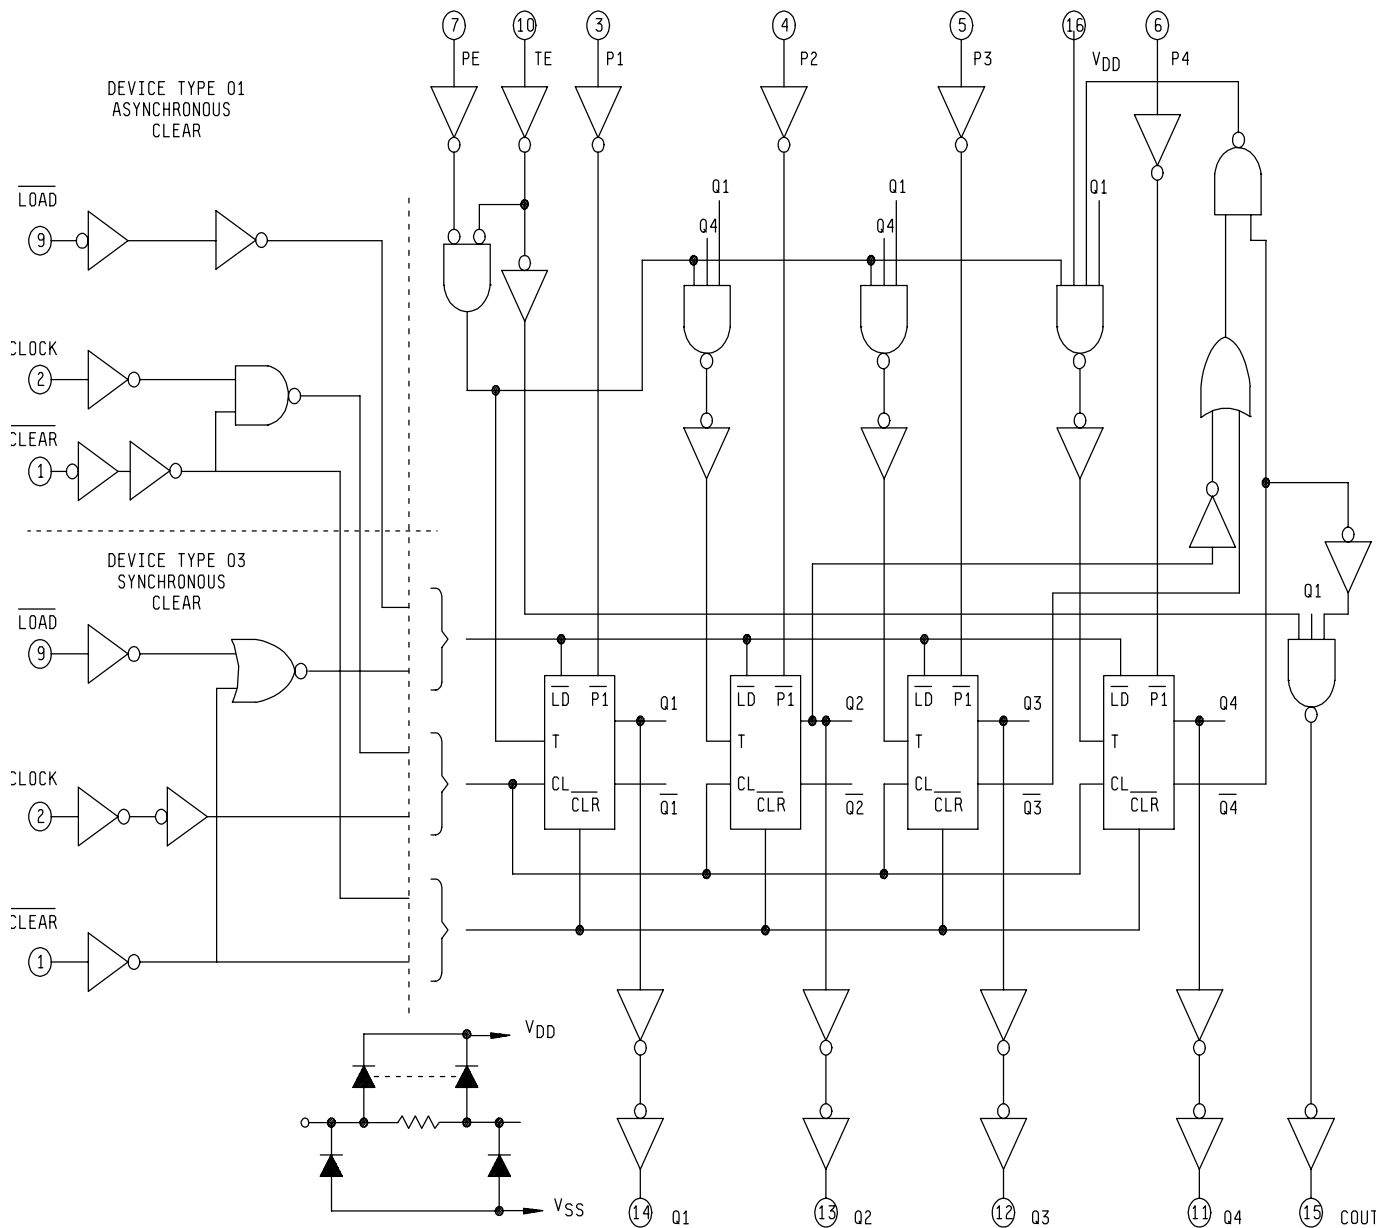 7 10 3 4 5 16 6
PE TE P1 P2 P3 VDD P4
DEVICE TYPE 01
ASYNCHRONOUS
CLEAR
LOAD
9
Q1 Q1 Q1
Q4 Q4
CLOCK
2
CLEAR
1
DEVICE TYPE 03
SYNCHRONOUS
CLEAR
LOAD
9
Q1
LD P1 LD P1 LD P1 LD P1
Q1 Q2 Q3 Q4
T T T T
CLOCK
2
CL CL CL CL
CLR CLR CLR CLR
Q1 Q2 Q3 Q4
CLEAR
1
VDD
VSS
14 Q1 13 Q2 12 Q3 11 Q4 15 COUT